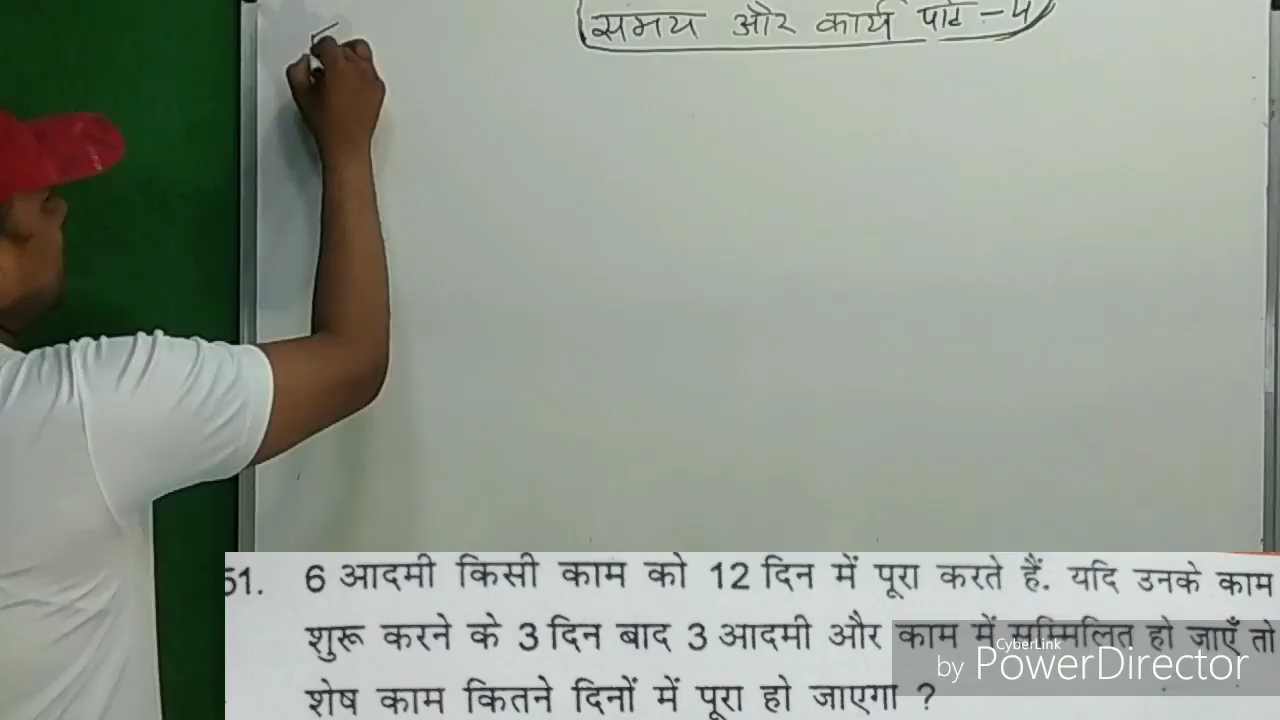 समय और कार्य पार्ट - 4
51. 6 आदमी किसी काम को 12 दिन में पूरा करते हैं. यदि उनके काम
शुरू करने के 3 दिन बाद 3 आदमी और काम में सम्मिलित हो जाएँ तो
शेष काम कितने दिनों में पूरा हो जाएगा ?
CyberLink
by PowerDirector